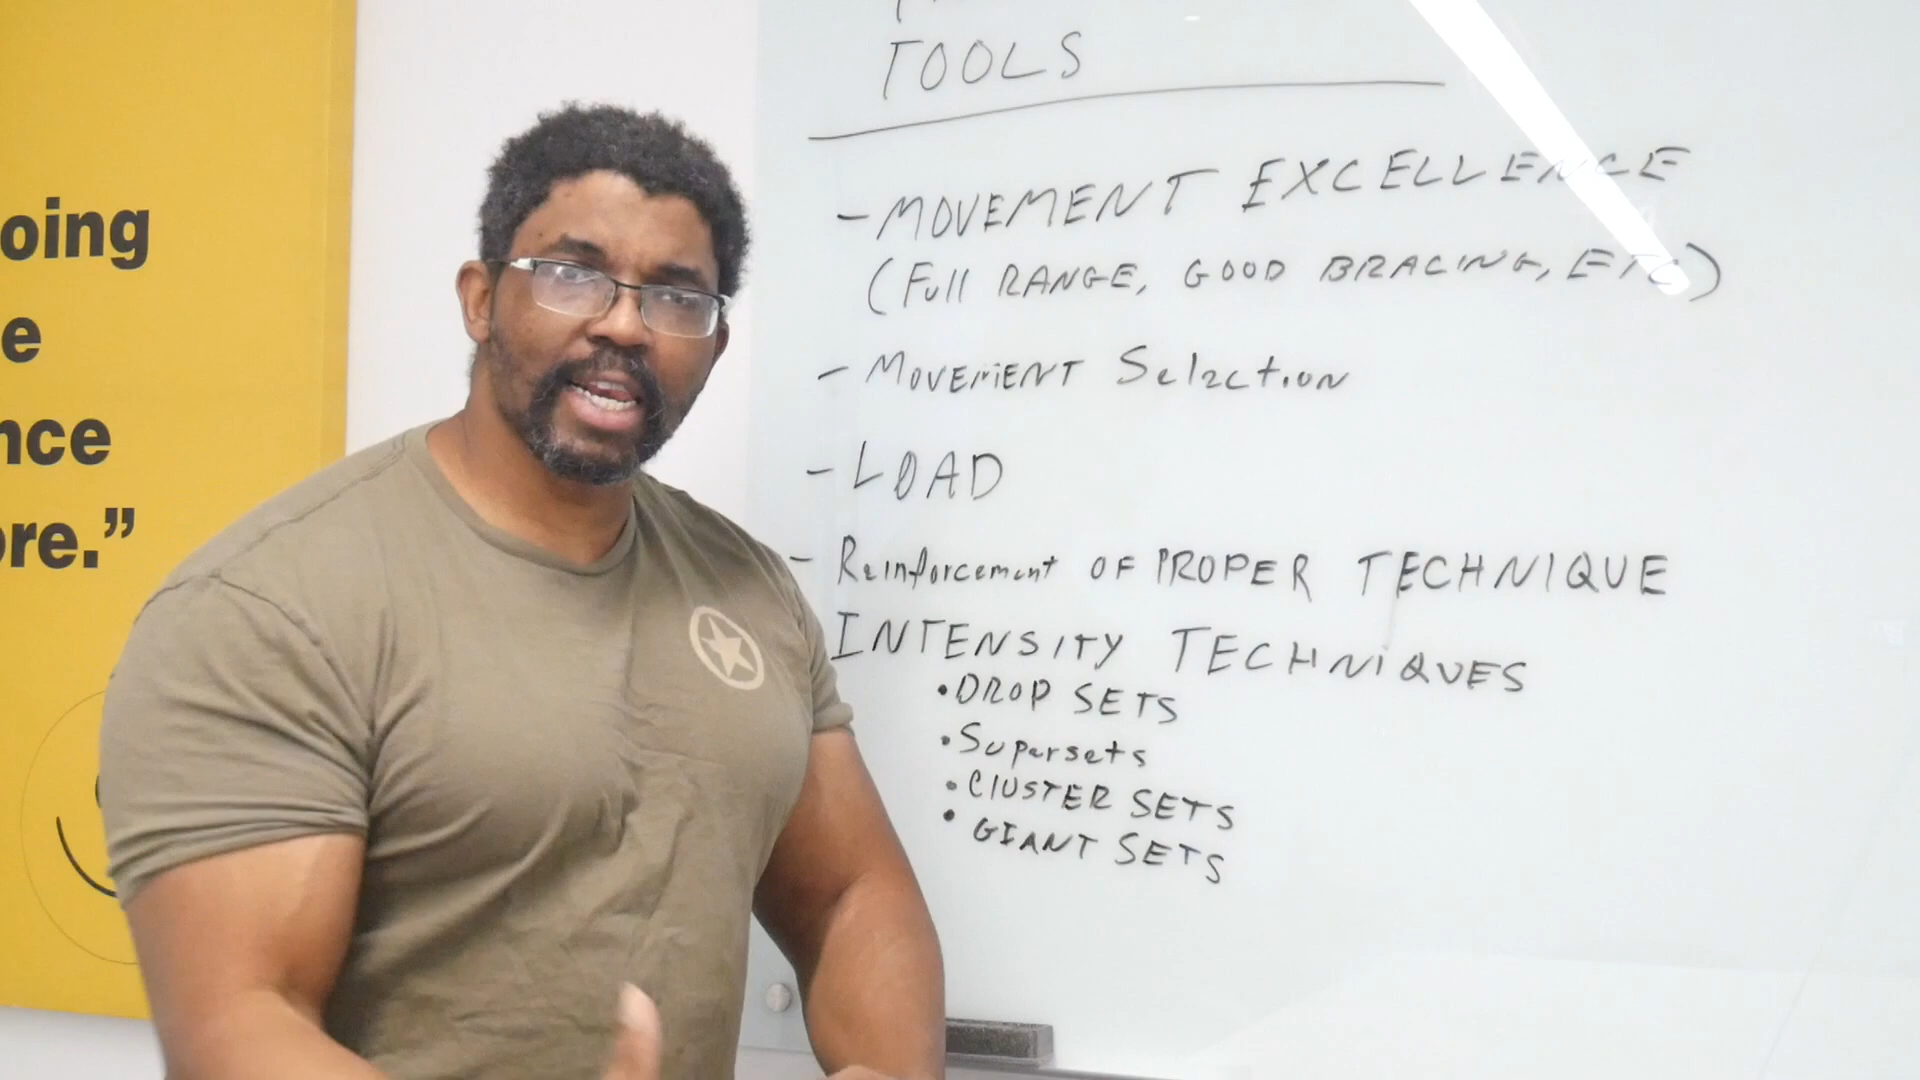 oing
e
nce
ore.”
TOOLS
- MOVEMENT EXCELLENCE
(Full RANGE, GOOD BRACING, ETC)
- MOVEMENT Selection
- LOAD
- Reinforcement OF PROPER TECHNIQUE
INTENSITY TECHNIQUES
• DROP SETS
• Supersets
• CLUSTER SETS
• GIANT SETS